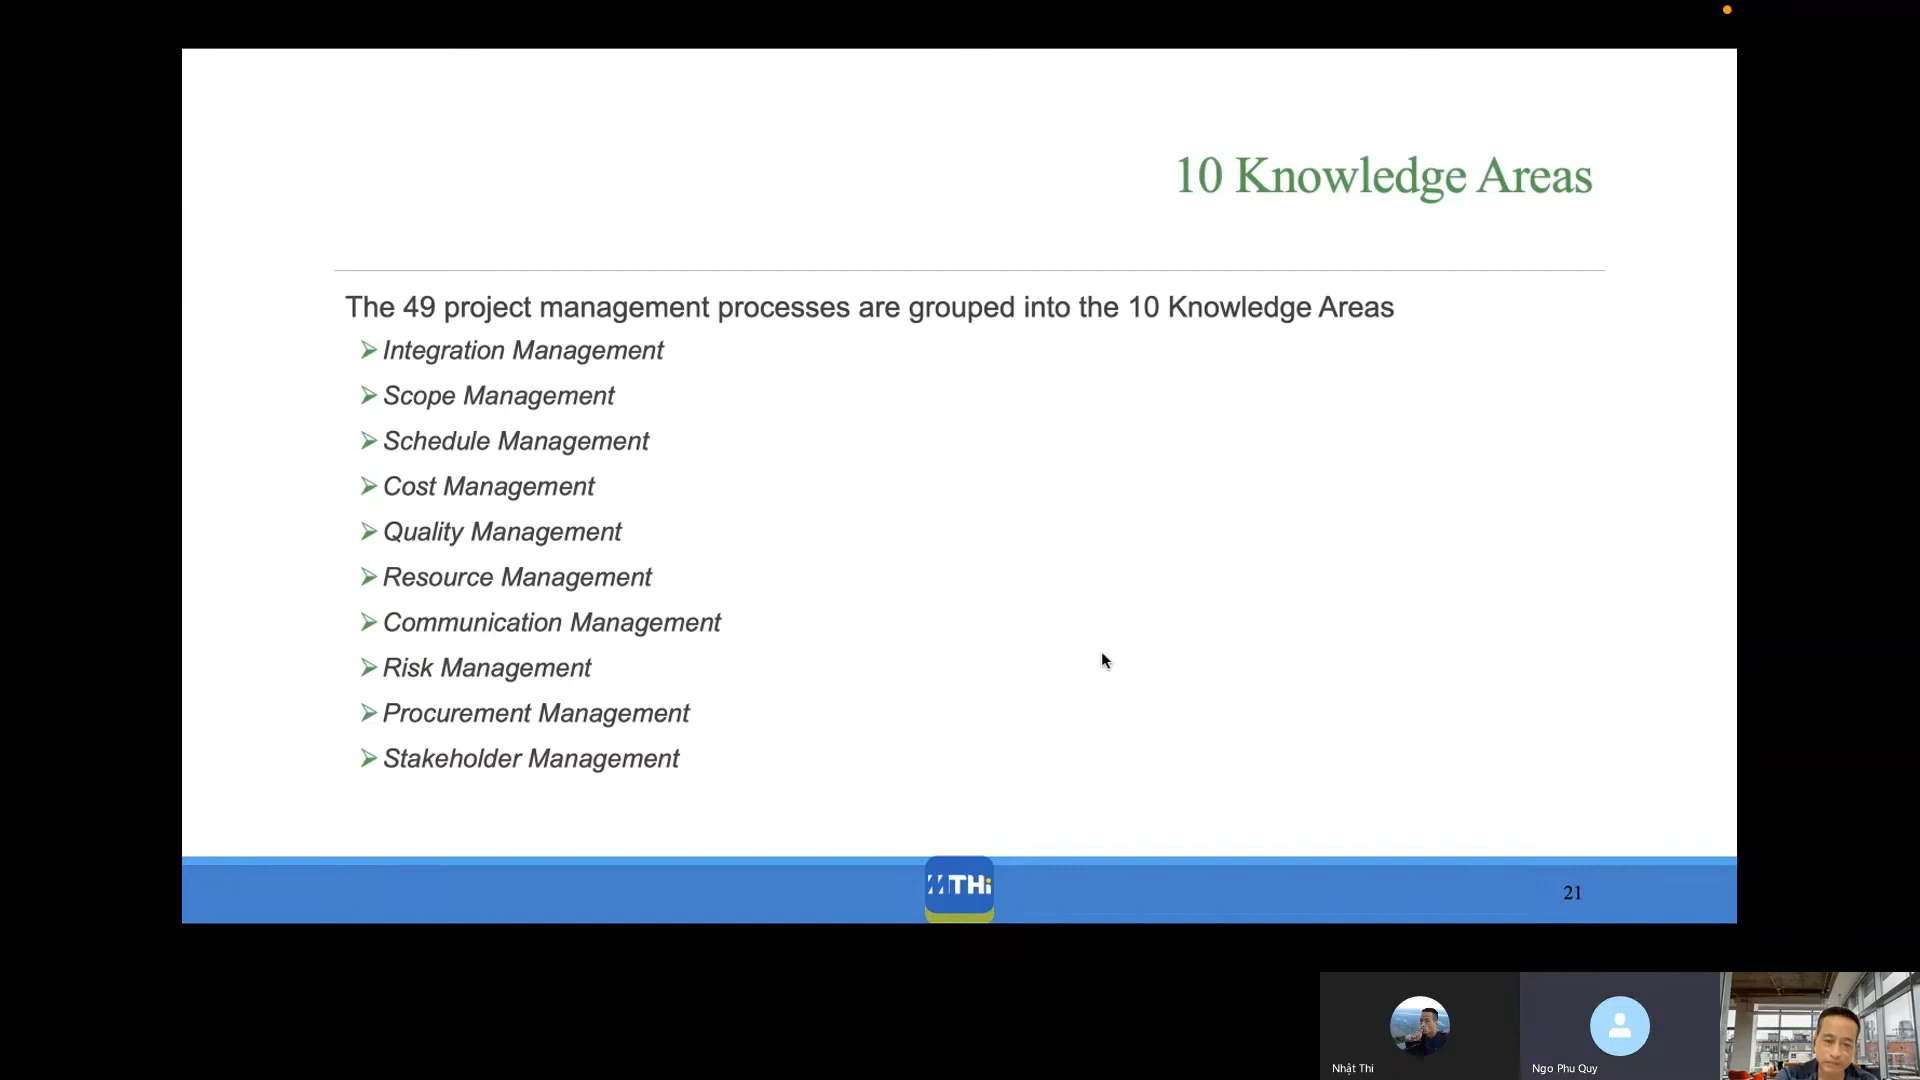 10 Knowledge Areas
The 49 project management processes are grouped into the 10 Knowledge Areas
Integration Management
Scope Management
Schedule Management
Cost Management
Quality Management
Resource Management
Communication Management
Risk Management
Procurement Management
Stakeholder Management
MTHi
21
Nhật Thi
Ngo Phu Quy